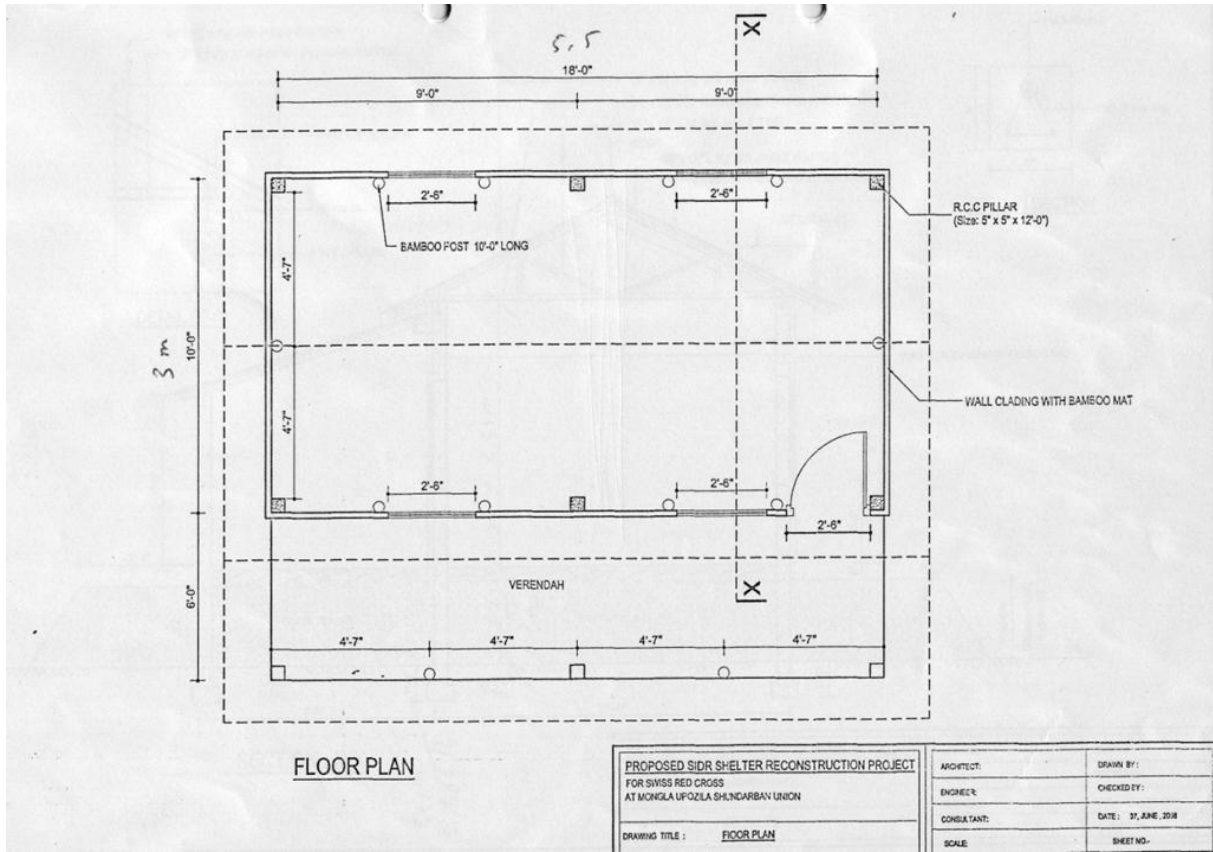 5.5
18'-0"
9'-0"
9'-0"
X
2'-6"
2'-6"
R.C.C PILLAR
(Size: 5" x 5" x 12'-0")
BAMBOO FOST 10'-0" LONG
4'-7"
10'-0"
3 m
4'-7"
WALL CLADING WITH BAMBOO MAT
2'-6"
2'-6"
2'-6"
X
VERENDAH
6'-0"
4'-7"
4'-7"
4'-7"
4'-7"
FLOOR PLAN
PROPOSED SIDR SHELTER RECONSTRUCTION PROJECT
FOR SWISS RED CROSS
AT MONGLA UPOZILA SHUNDARBAN UNION
DRAWING TITLE : FLOOR PLAN
ARCHITECT:
DRAWN BY :
ENGINEER:
CHECKED BY :
CONSULTANT:
DATE : JUNE, 2008
SCALE:
SHEET NO.-